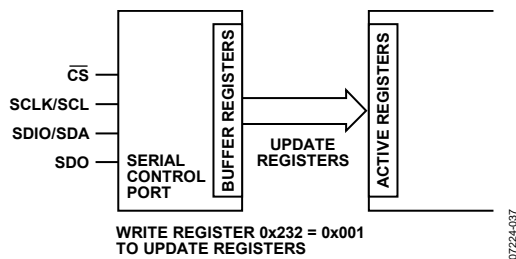 CS
SCLK/SCL
SDIO/SDA
SDO
SERIAL
CONTROL
PORT
BUFFER REGISTERS
UPDATE
REGISTERS
ACTIVE REGISTERS
WRITE REGISTER 0x232 = 0x001
TO UPDATE REGISTERS
07224-037